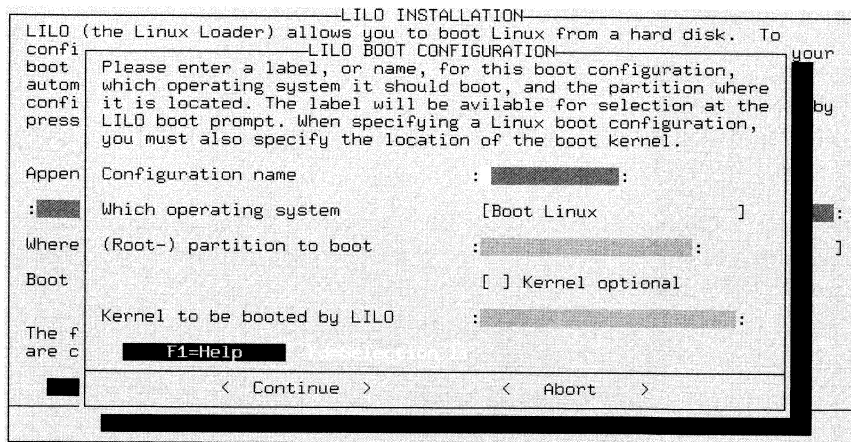 LILO INSTALLATION
LILO (the Linux Loader) allows you to boot Linux from a hard disk. To
confi
your
boot
autom
confi
by
press
LILO BOOT CONFIGURATION
Please enter a label, or name, for this boot configuration,
which operating system it should boot, and the partition where
it is located. The label will be avilable for selection at the
LILO boot prompt. When specifying a Linux boot configuration,
you must also specify the location of the boot kernel.
Appen
Configuration name : :
: Which operating system [Boot Linux ] :
Where (Root-) partition to boot : : ]
Boot [ ] Kernel optional
Kernel to be booted by LILO : :
The f
are c
F1=Help
< Continue > < Abort >